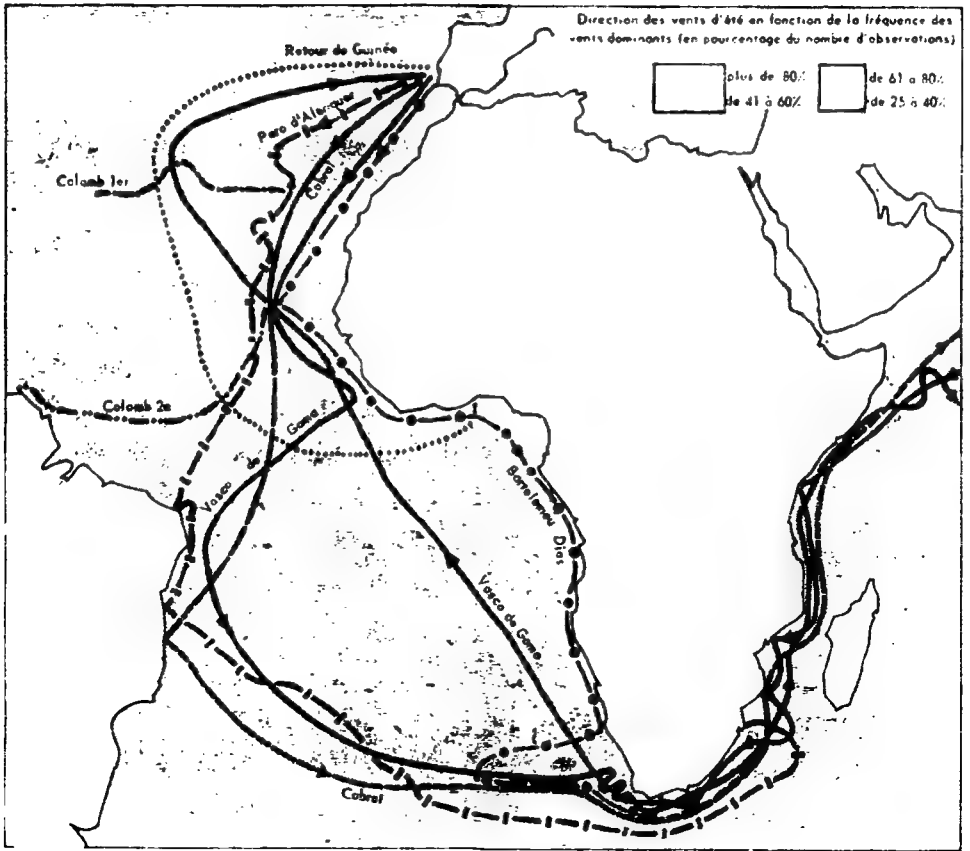 Direction des vents d'été en fonction de la fréquence des
vents dominants (en pourcentage du nombre d'observations)
plus de 80%
de 61 a 80%
de 41 à 60%
de 25 à 40%
Retour de Guinée
Pero d'Alenquer
Cabral
Colomb 1er
Colomb 2e
Vasco de Gama
Bartolomeu Dias
Vasco de Gama
Cabral